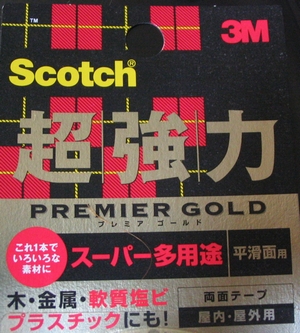 3M
Scotch
超強力
PREMIER GOLD
プレミア ゴールド
これ1本で
いろいろな
素材に
スーパー多用途
平滑面用
木・金属・軟質塩ビ
プラスチックにも!
両面テープ
屋内・屋外用